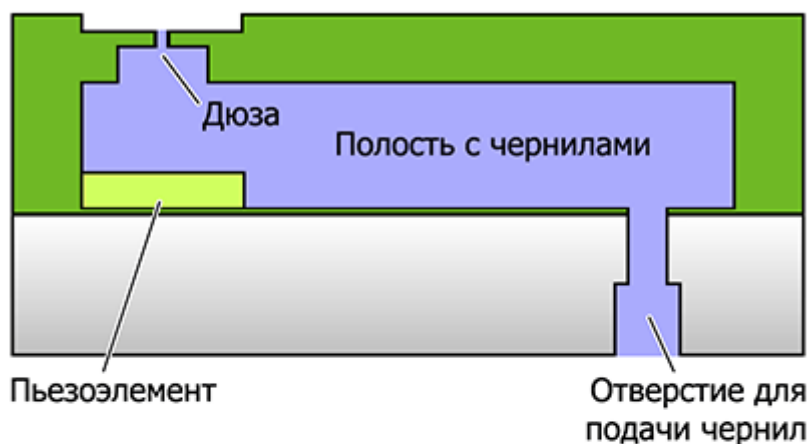 Дюза
Полость с чернилами
Пьезоэлемент
Отверстие для
подачи чернил